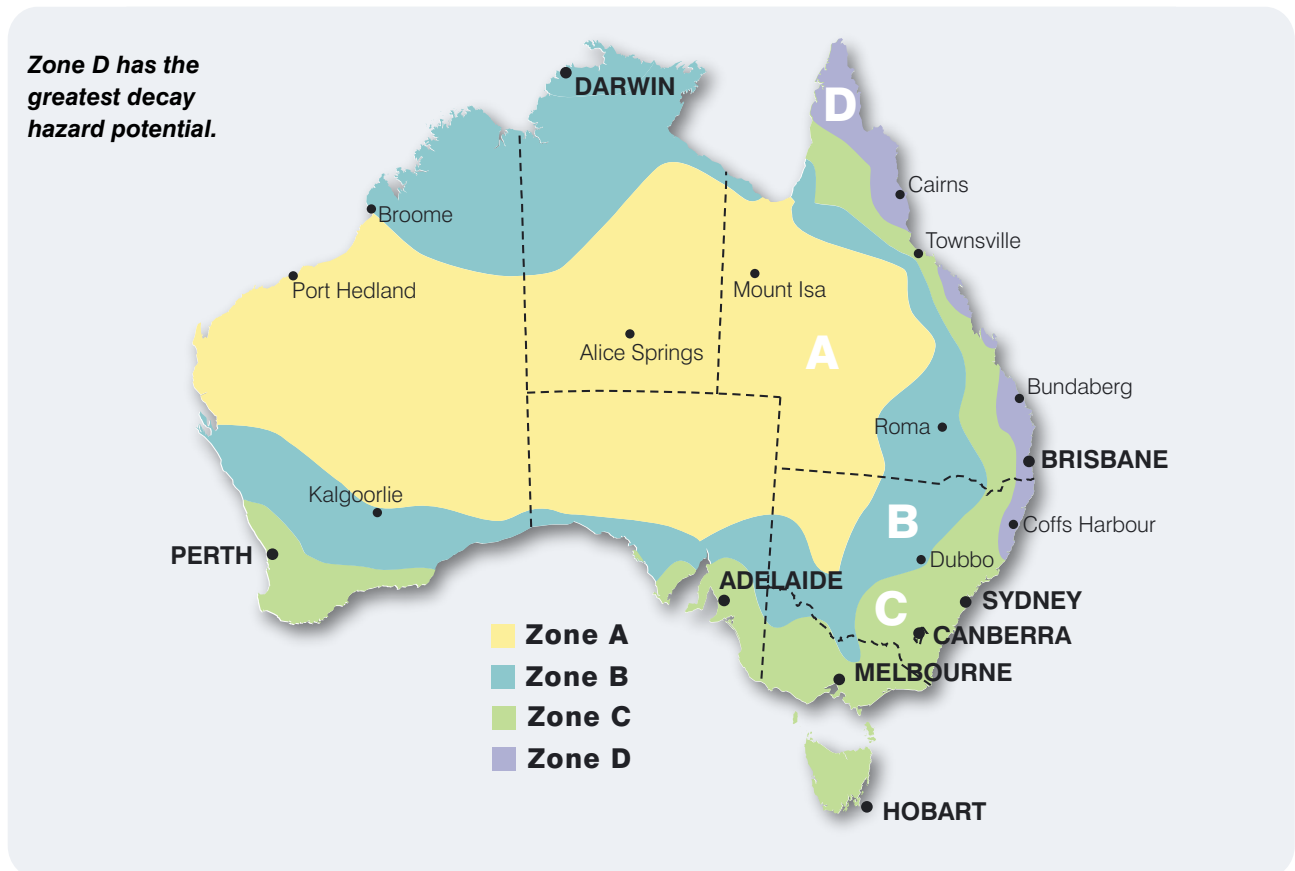 Zone D has the
greatest decay
hazard potential.
DARWIN
D
Cairns
Broome
Townsville
Mount Isa
Port Hedland
Alice Springs
A
Bundaberg
Roma
BRISBANE
Kalgoorlie
B
Coffs Harbour
PERTH
Dubbo
ADELAIDE
C
SYDNEY
CANBERRA
MELBOURNE
Zone A
Zone B
Zone C
Zone D
HOBART